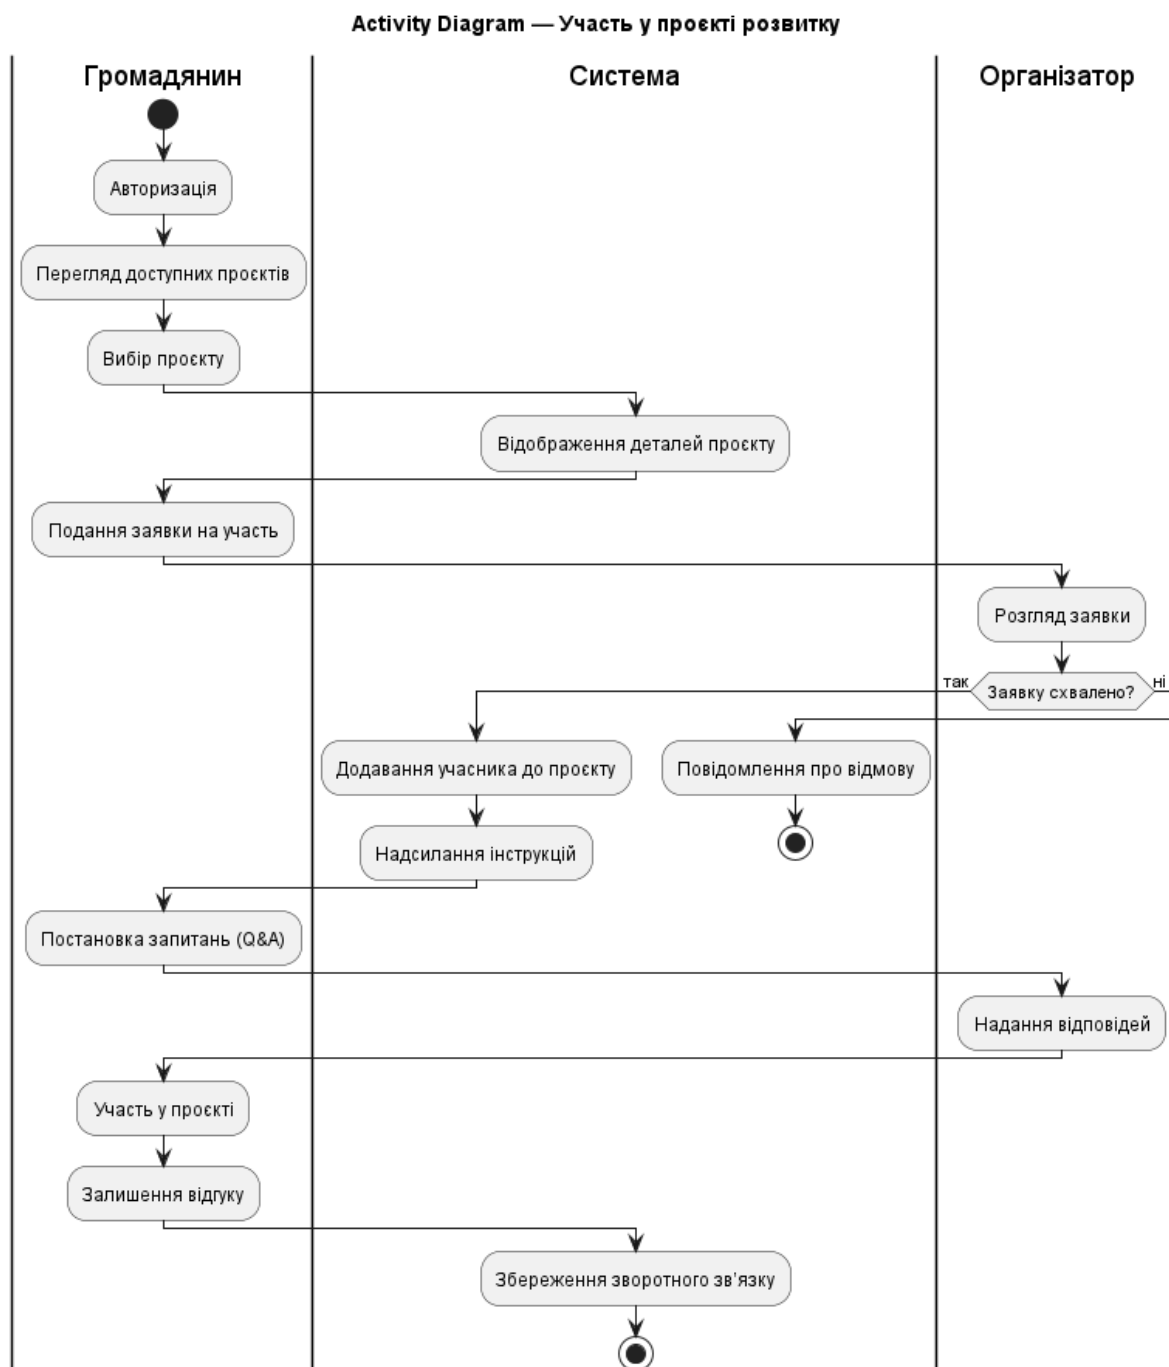 Activity Diagram — Участь у проєкті розвитку
Громадянин
Система
Організатор
Авторизація
Перегляд доступних проєктів
Вибір проєкту
Відображення деталей проєкту
Подання заявки на участь
Розгляд заявки
так
Заявку схвалено?
ні
Додавання учасника до проєкту
Повідомлення про відмову
Надсилання інструкцій
Постановка запитань (Q&A)
Надання відповідей
Участь у проєкті
Залишення відгуку
Збереження зворотного зв'язку